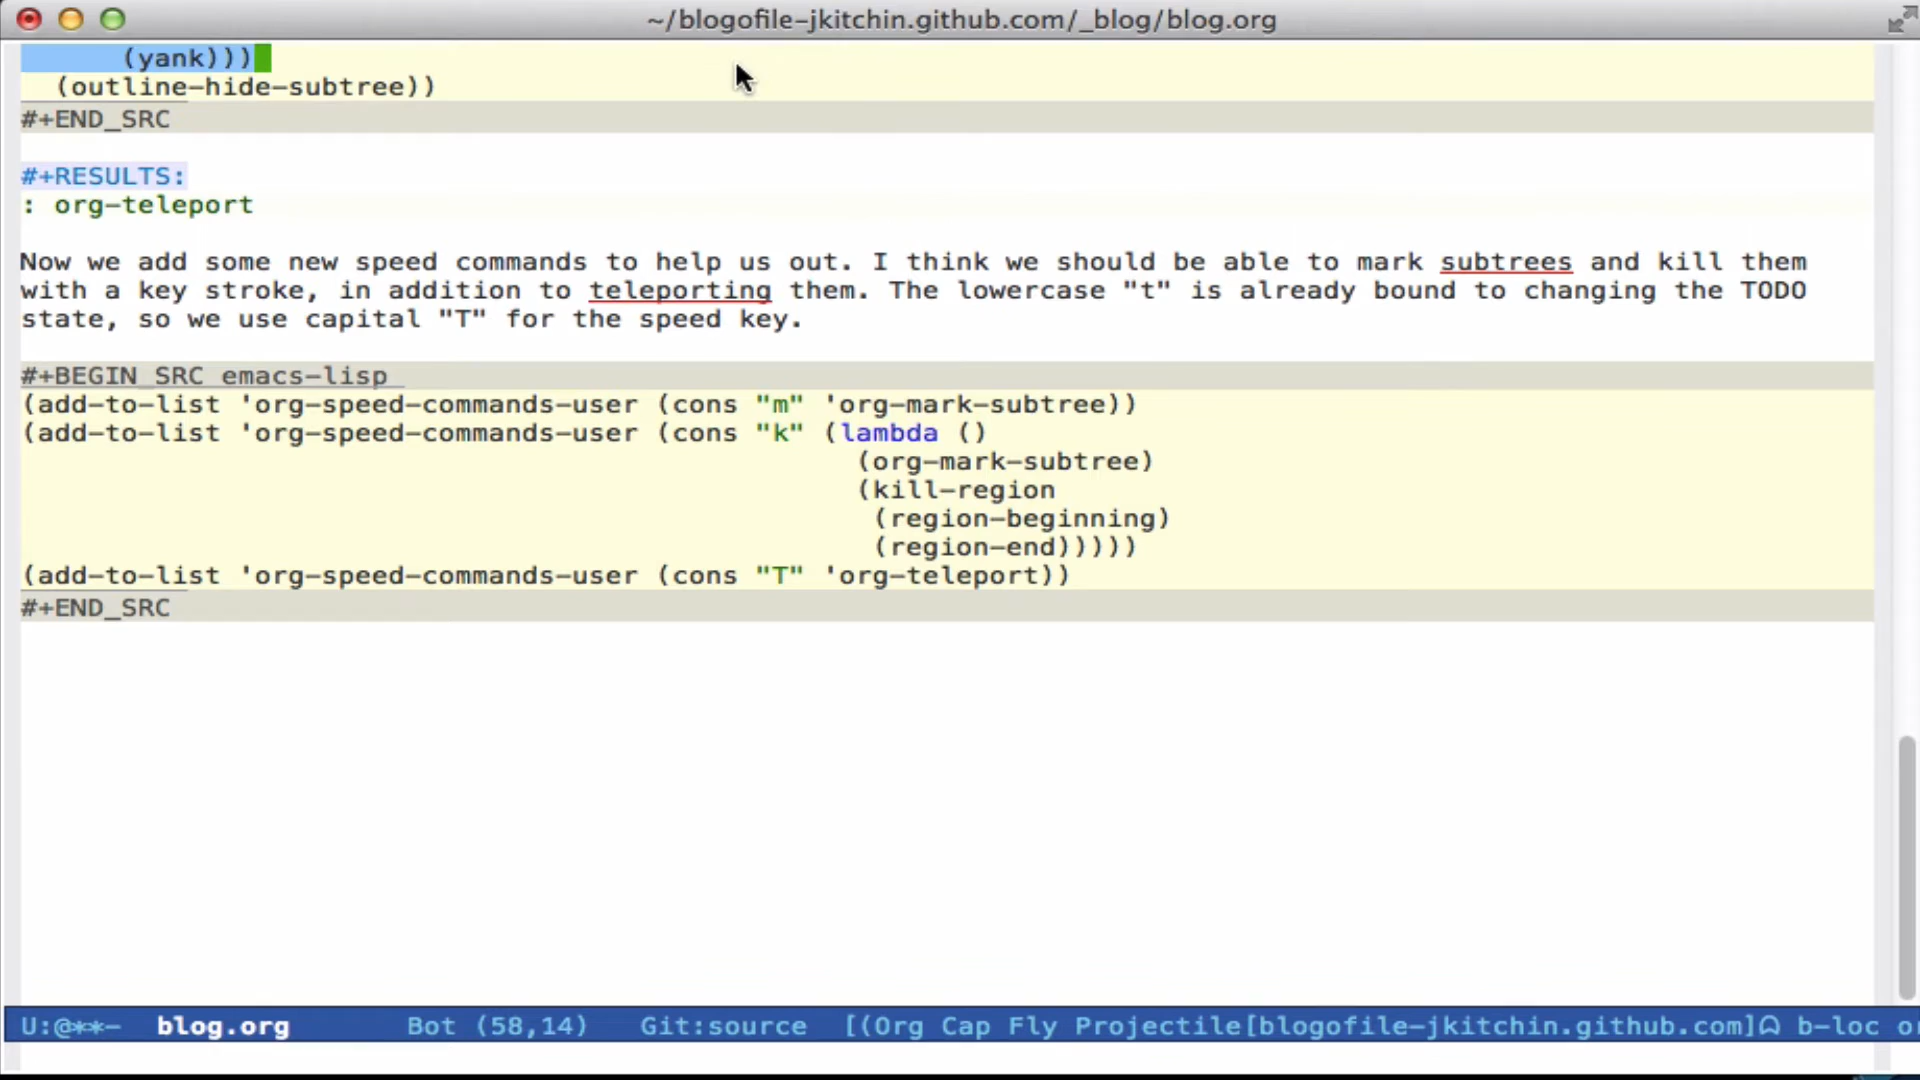 ~/blogofile-jkitchin.github.com/_blog/blog.org
(yank)))
(outline-hide-subtree))
#+END_SRC
#+RESULTS:
: org-teleport
Now we add some new speed commands to help us out. I think we should be able to mark subtrees and kill them
with a key stroke, in addition to teleporting them. The lowercase "t" is already bound to changing the TODO
state, so we use capital "T" for the speed key.
#+BEGIN_SRC emacs-lisp
(add-to-list 'org-speed-commands-user (cons "m" 'org-mark-subtree))
(add-to-list 'org-speed-commands-user (cons "k" (lambda ()
(org-mark-subtree)
(kill-region
(region-beginning)
(region-end)))))
(add-to-list 'org-speed-commands-user (cons "T" 'org-teleport))
#+END_SRC
U:@**- blog.org Bot (58,14) Git:source [(Org Cap Fly Projectile[blogofile-jkitchin.github.com]ᗣ b-loc or